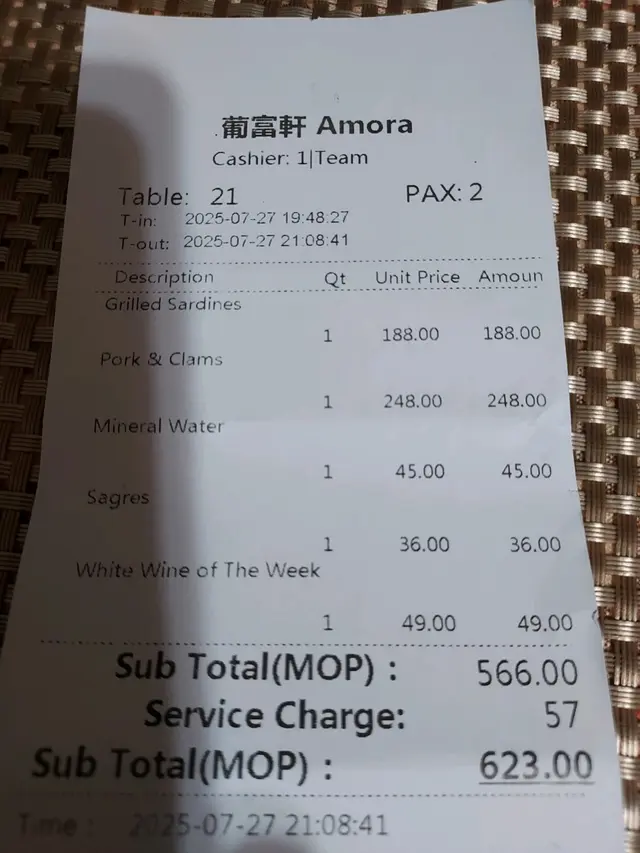 葡富軒 Amora
Cashier: 1|Team
Table: 21 PAX: 2
T-in: 2025-07-27 19:48:27
T-out: 2025-07-27 21:08:41
Description Qt Unit Price Amoun
Grilled Sardines
1 188.00 188.00
Pork & Clams
1 248.00 248.00
Mineral Water
1 45.00 45.00
Sagres
1 36.00 36.00
White Wine of The Week
1 49.00 49.00
Sub Total(MOP) : 566.00
Service Charge: 57
Sub Total(MOP) : 623.00
Time : 2025-07-27 21:08:41